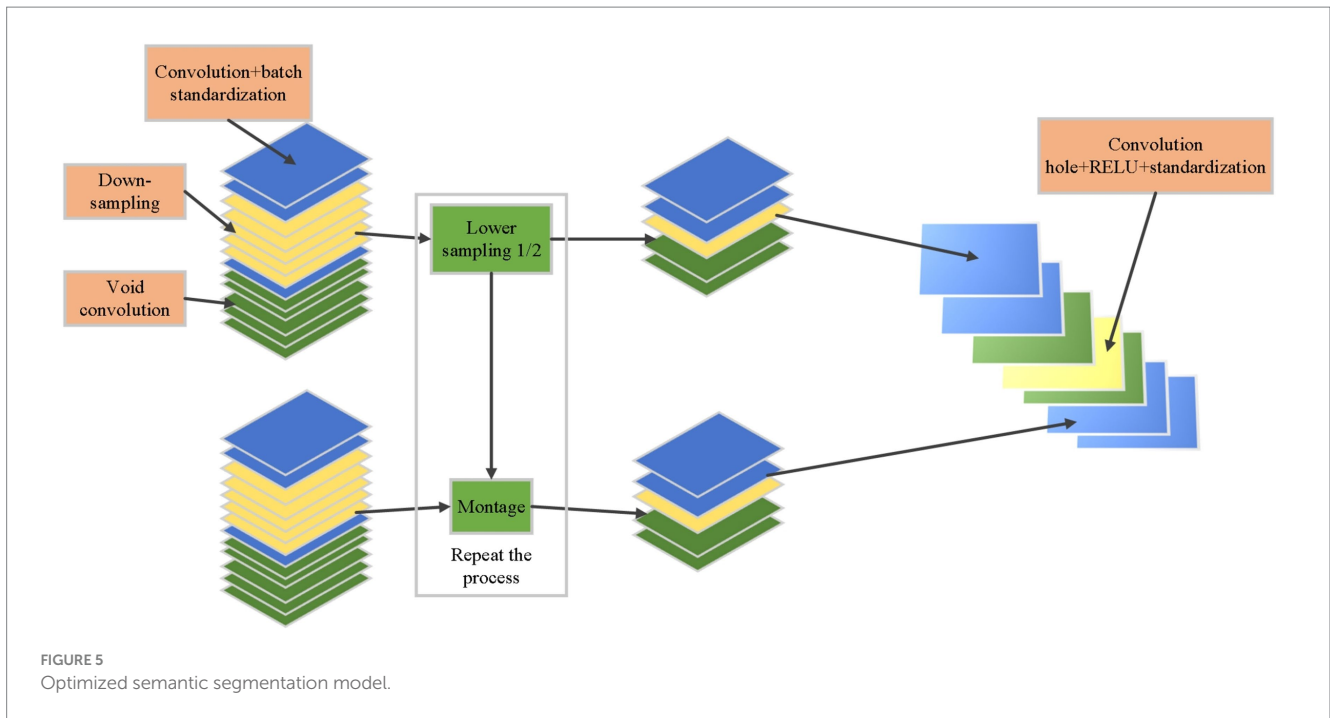 Convolution+batch
standardization
Down-
sampling
Void
convolution
Lower
sampling 1/2
Montage
Repeat the
process
Convolution
hole+RELU+standardization
FIGURE 5
Optimized semantic segmentation model.